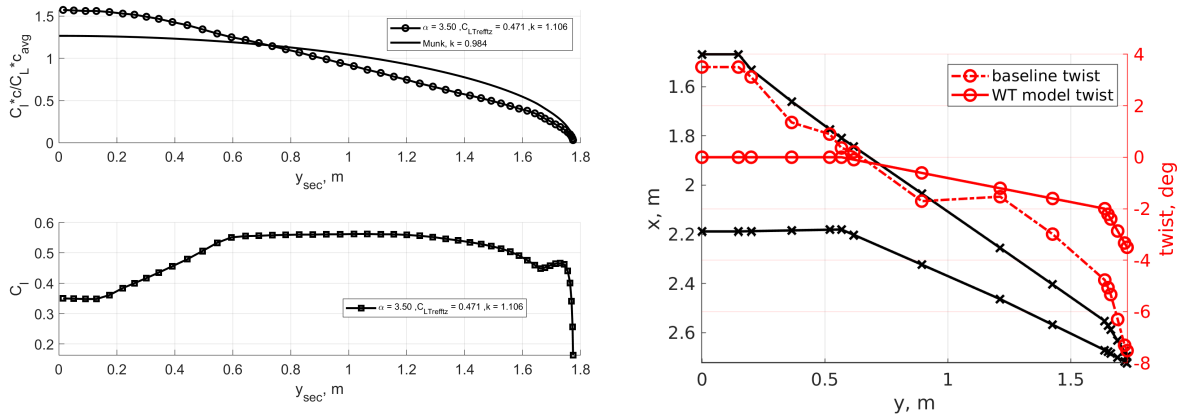 C_l*c/C_L*c_avg
1.5
1
0.5
0
α = 3.50 ,C_LTrefftz = 0.471 ,k = 1.106
Munk, k = 0.984
0 0.2 0.4 0.6 0.8 1 1.2 1.4 1.6 1.8
y_sec, m
C_l
0.6
0.5
0.4
0.3
0.2
α = 3.50 ,C_LTrefftz = 0.471 ,k = 1.106
0 0.2 0.4 0.6 0.8 1 1.2 1.4 1.6 1.8
y_sec, m
x, m
1.6
1.8
2
2.2
2.4
2.6
baseline twist
WT model twist
4
2
0
-2
-4
-6
-8
twist, deg
0 0.5 1 1.5
y, m